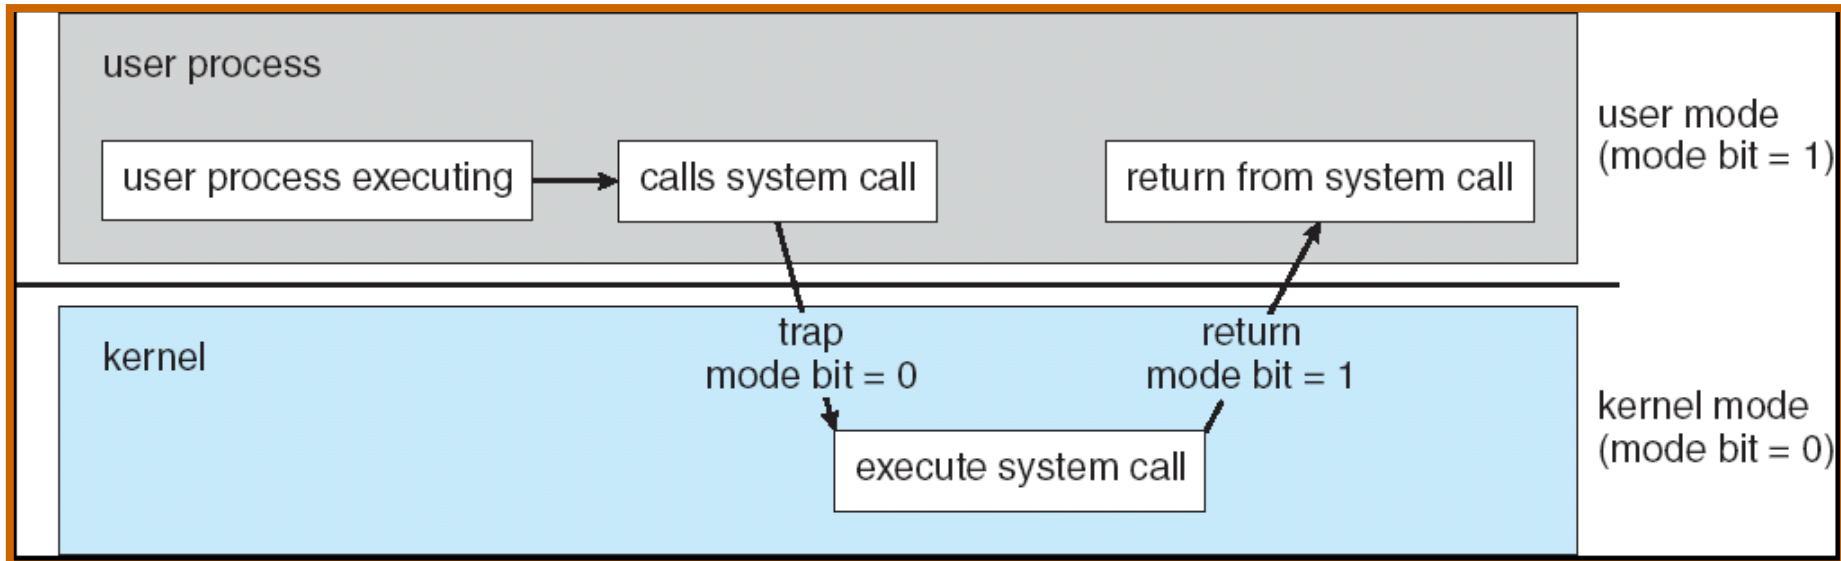 user process
user process executing
calls system call
return from system call
user mode
(mode bit = 1)
kernel
trap
mode bit = 0
return
mode bit = 1
execute system call
kernel mode
(mode bit = 0)